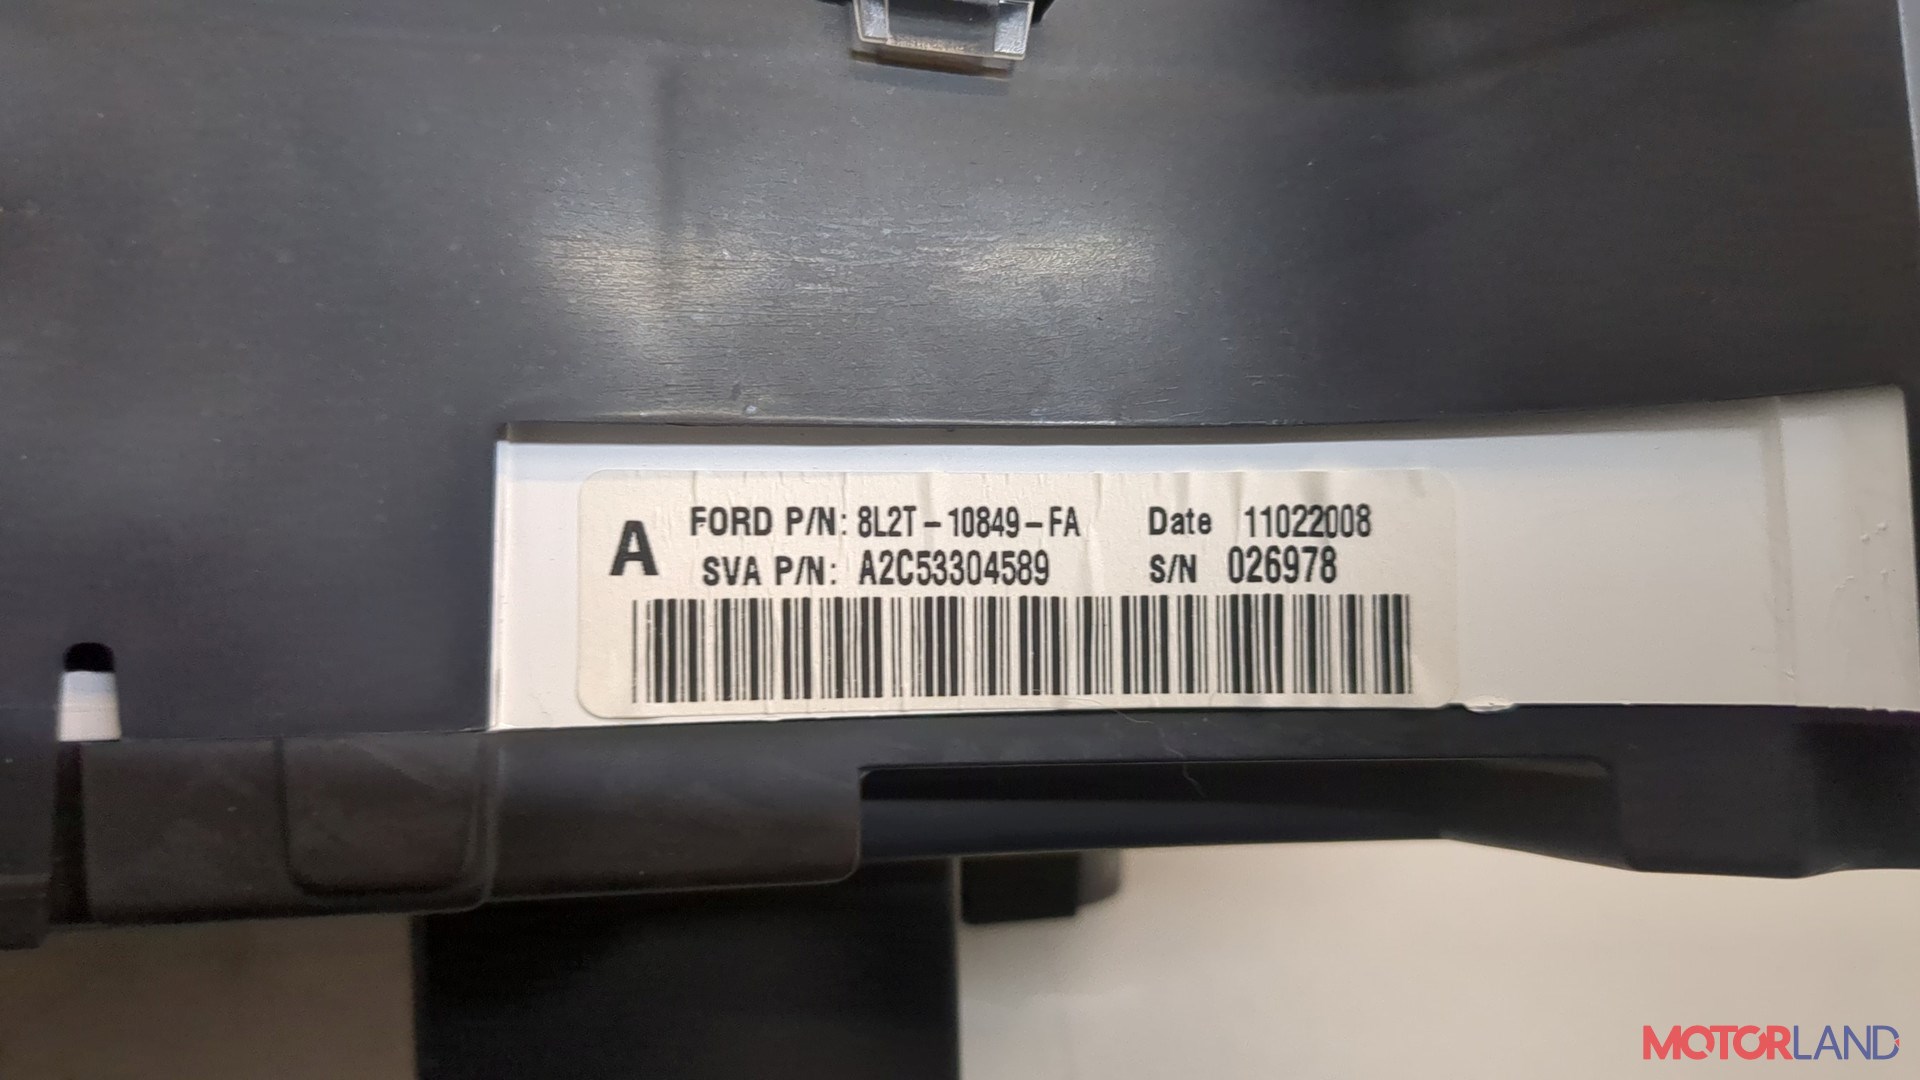 A
FORD P/N: 8L2T-10849-FA Date 11022008
SVA P/N: A2C53304589 S/N 026978
MOTORLAND